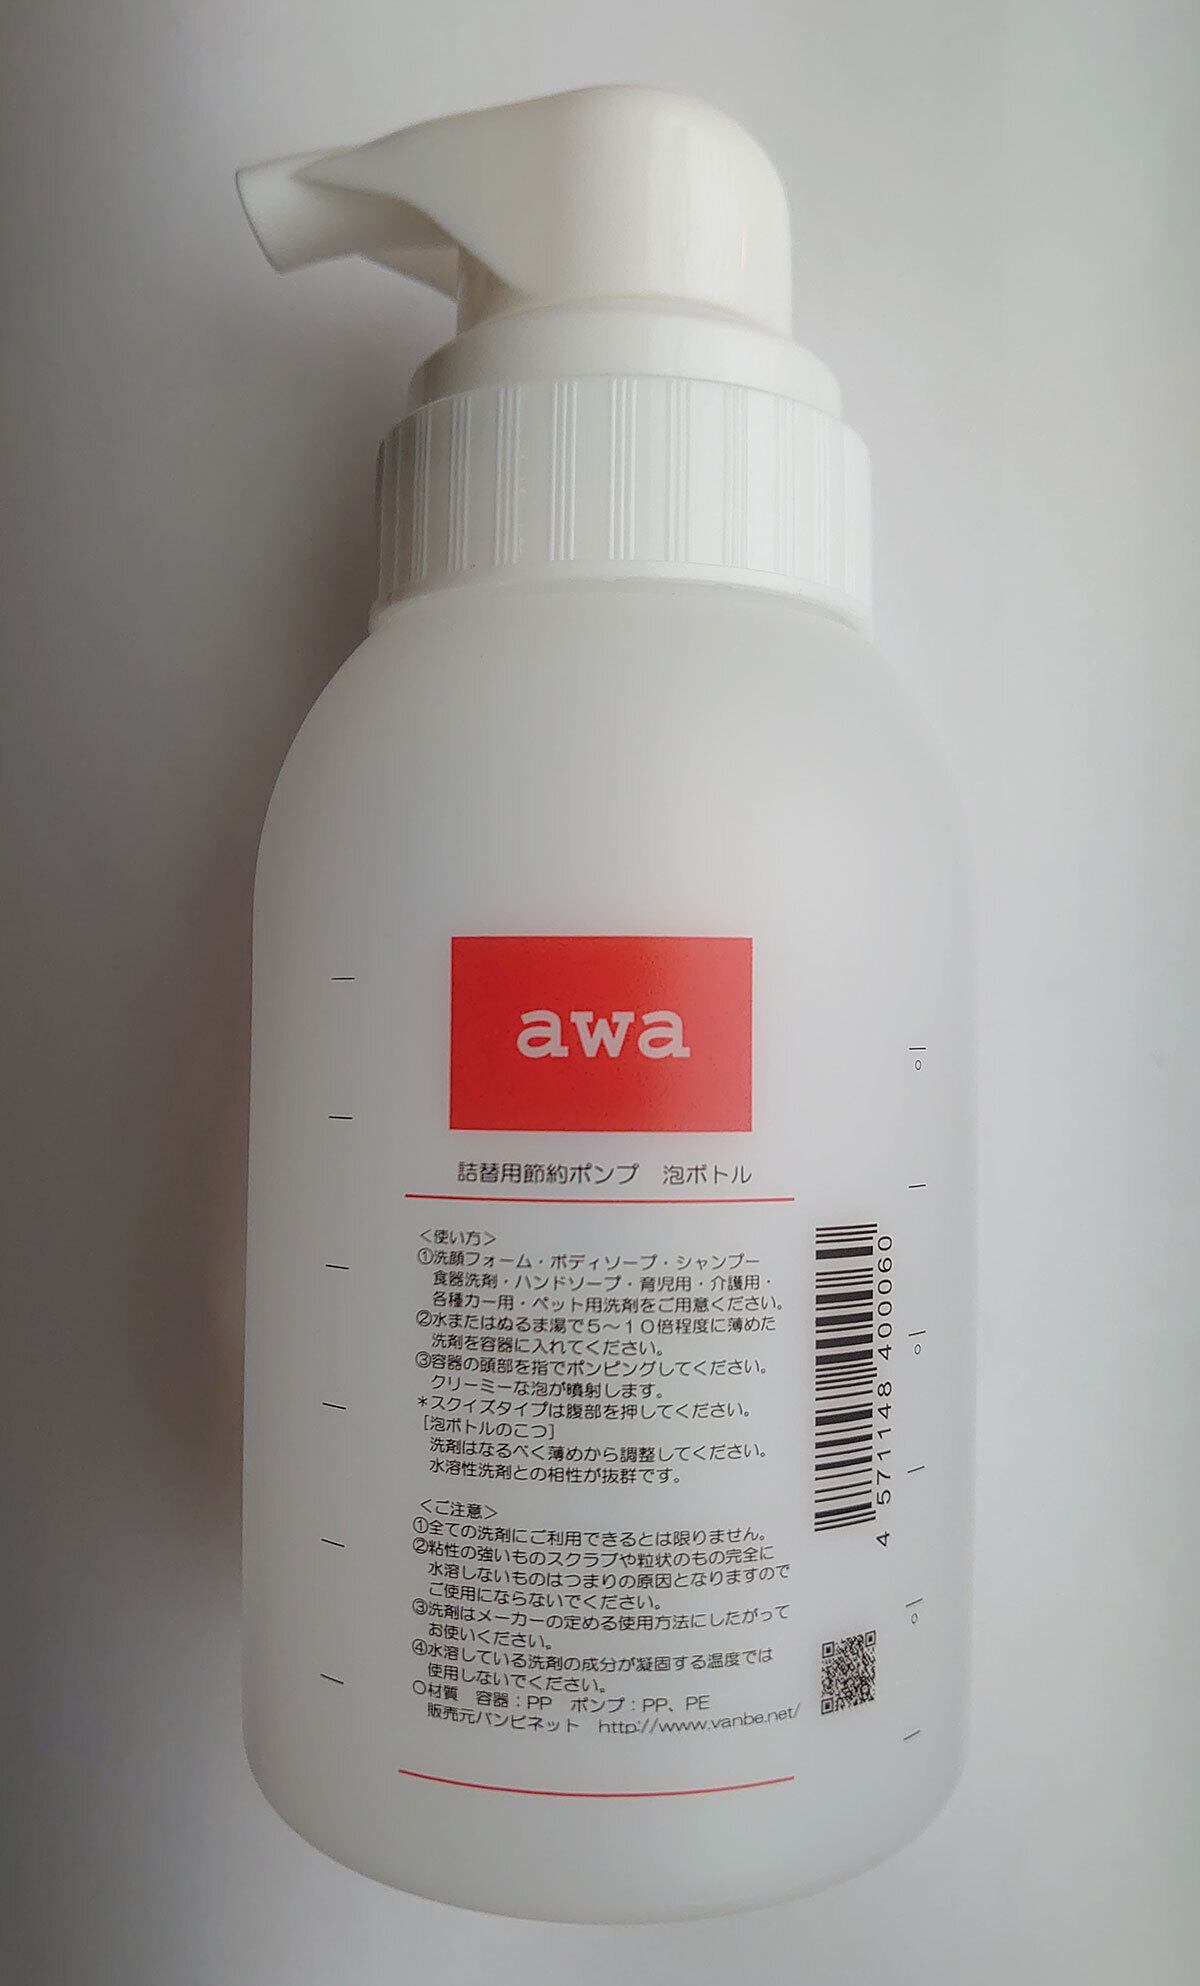 awa
詰替用節約ポンプ　泡ボトル
＜使い方＞
①洗顔フォーム・ボディソープ・シャンプー
食器洗剤・ハンドソープ・育児用・介護用・
各種カー用・ペット用洗剤をご用意ください。
②水またはぬるま湯で５～１０倍程度に薄めた
洗剤を容器に入れてください。
③容器の頭部を指でポンピングしてください。
クリーミーな泡が噴射します。
＊スクイズタイプは腹部を押してください。
［泡ボトルのこつ］
洗剤はなるべく薄めから調整してください。
水溶性洗剤との相性が抜群です。
＜ご注意＞
①全ての洗剤にご利用できるとは限りません。
②粘性の強いものスクラブや粒状のもの完全に
水溶しないものはつまりの原因となりますので
ご使用にならないでください。
③洗剤はメーカーの定める使用方法にしたがって
お使いください。
④水溶している洗剤の成分が凝固する温度では
使用しないでください。
〇材質　容器：PP　ポンプ：PP、PE
販売元バンビネット　http://www.vanbe.net/
4 571148 400060